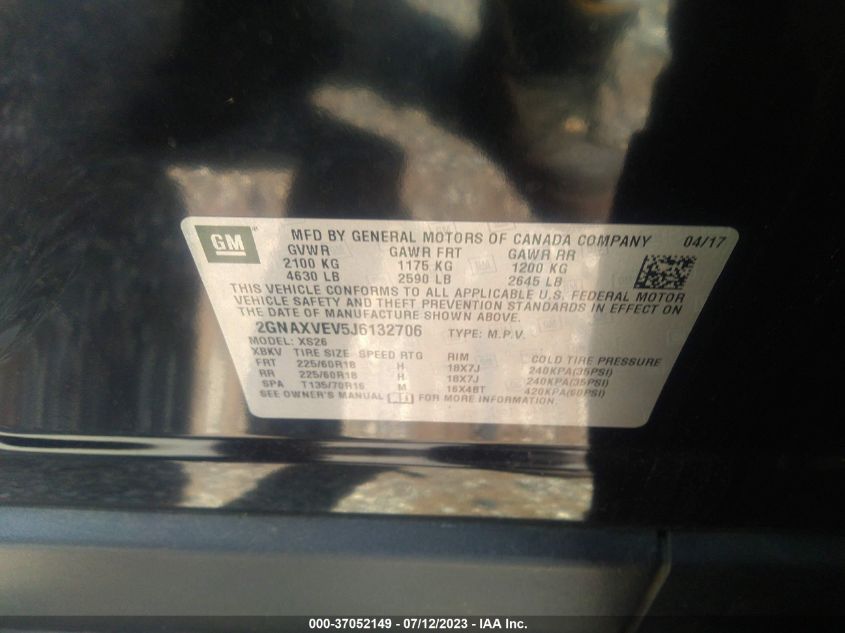 GM MFD BY GENERAL MOTORS OF CANADA COMPANY 04/17
GVWR GAWR FRT GAWR RR
2100 KG 1175 KG 1200 KG
4630 LB 2590 LB 2645 LB
THIS VEHICLE CONFORMS TO ALL APPLICABLE U.S. FEDERAL MOTOR
VEHICLE SAFETY AND THEFT PREVENTION STANDARDS IN EFFECT ON
THE DATE OF MANUFACTURE SHOWN ABOVE.
2GNAXVEV5J6132706 TYPE: M.P.V.
MODEL: XS26
XBKV TIRE SIZE SPEED RTG RIM COLD TIRE PRESSURE
FRT 225/60R18 H 18X7J 240KPA(35PSI)
RR 225/60R18 H 18X7J 240KPA(35PSI)
SPA T135/70R16 M 16X4BT 420KPA(60PSI)
SEE OWNER'S MANUAL FOR MORE INFORMATION.
000-37052149 - 07/12/2023 - IAA Inc.